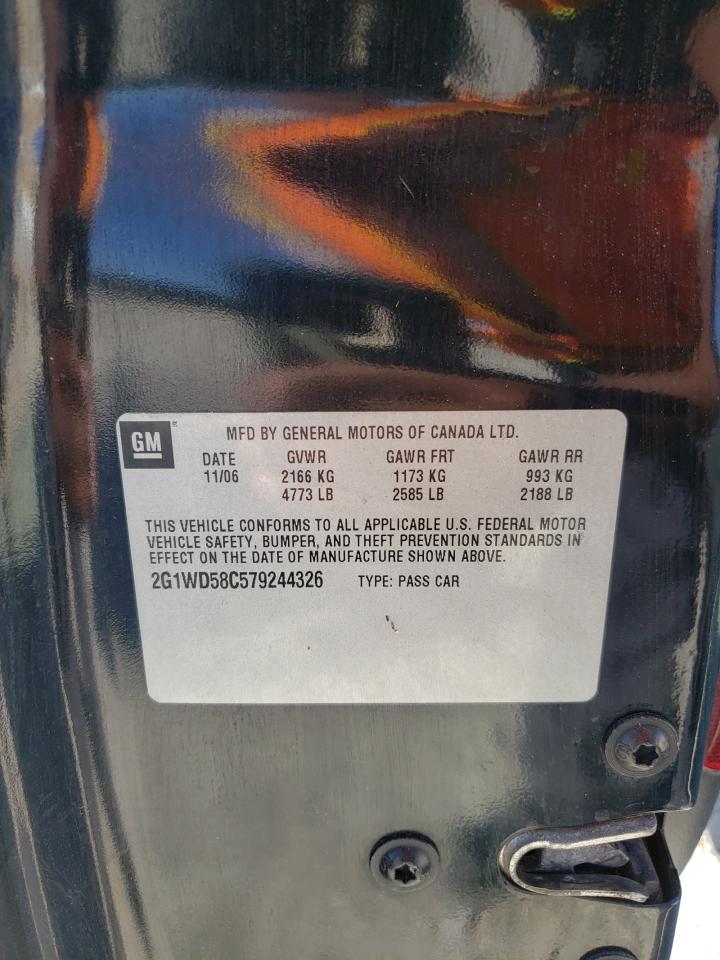 GM ®
MFD BY GENERAL MOTORS OF CANADA LTD.
DATE GVWR GAWR FRT GAWR RR
11/06 2166 KG 1173 KG 993 KG
4773 LB 2585 LB 2188 LB
THIS VEHICLE CONFORMS TO ALL APPLICABLE U.S. FEDERAL MOTOR
VEHICLE SAFETY, BUMPER, AND THEFT PREVENTION STANDARDS IN
EFFECT ON THE DATE OF MANUFACTURE SHOWN ABOVE.
2G1WD58C579244326 TYPE: PASS CAR